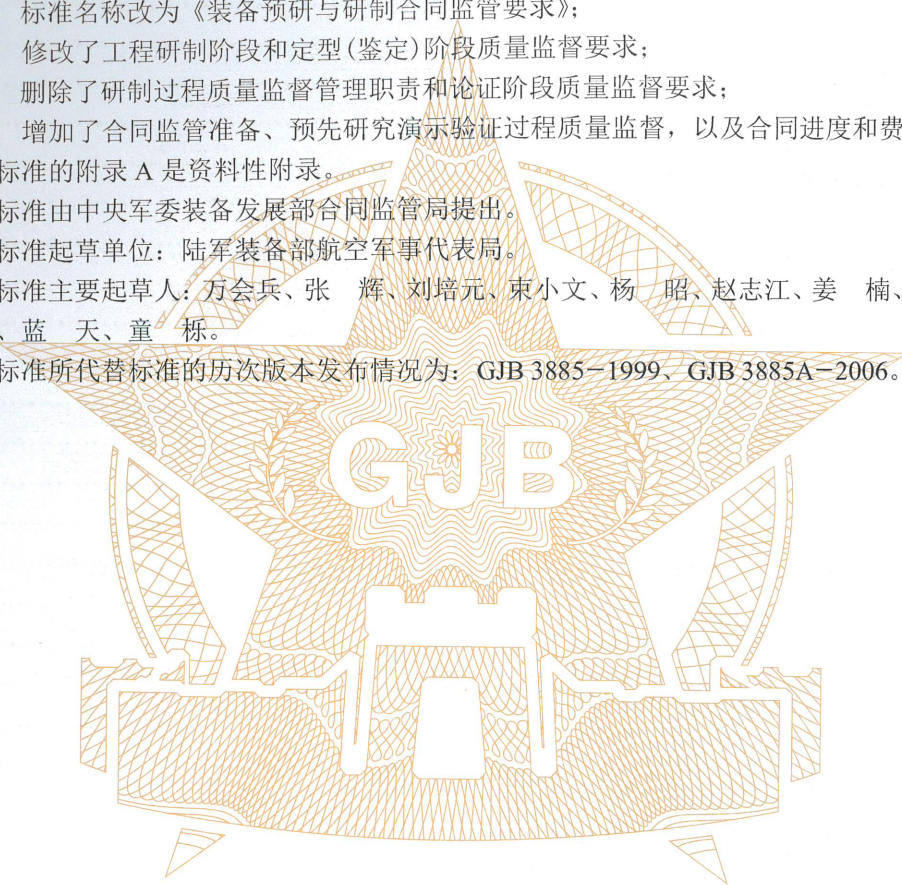 标准名称改为《装备预研与研制合同监管要求》;
修改了工程研制阶段和定型(鉴定)阶段质量监督要求;
删除了研制过程质量监督管理职责和论证阶段质量监督要求;
增加了合同监管准备、预先研究演示验证过程质量监督，以及合同进度和费
标准的附录 A 是资料性附录。
标准由中央军委装备发展部合同监管局提出。
标准起草单位：陆军装备部航空军事代表局。
标准主要起草人：万会兵、张　辉、刘培元、束小文、杨　昭、赵志江、姜　楠、
、蓝　天、童　栎。
标准所代替标准的历次版本发布情况为：GJB 3885－1999、GJB 3885A－2006。
GJB